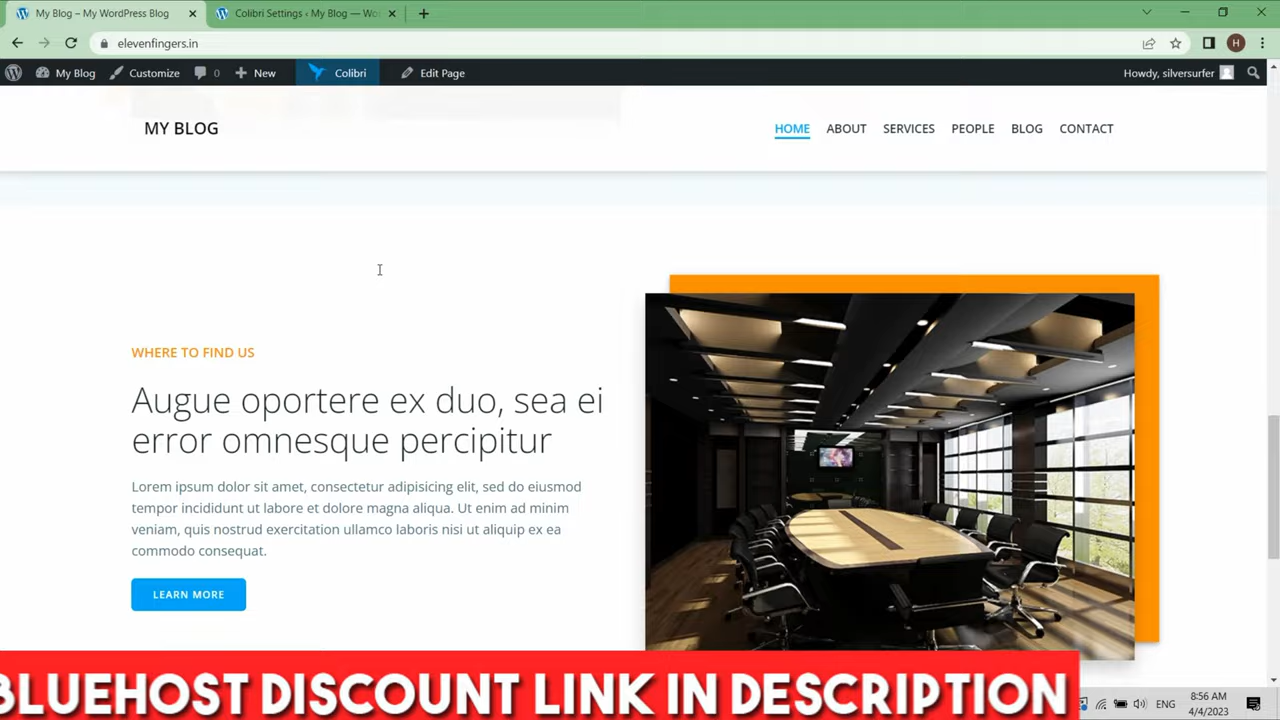 My Blog – My WordPress Blog
Colibri Settings ‹ My Blog — Wo
elevenfingers.in
H
My Blog
Customize
0
New
Colibri
Edit Page
Howdy, silversurfer
MY BLOG
HOME
ABOUT
SERVICES
PEOPLE
BLOG
CONTACT
WHERE TO FIND US
Augue oportere ex duo, sea ei
error omnesque percipitur
Lorem ipsum dolor sit amet, consectetur adipisicing elit, sed do eiusmod
tempor incididunt ut labore et dolore magna aliqua. Ut enim ad minim
veniam, quis nostrud exercitation ullamco laboris nisi ut aliquip ex ea
commodo consequat.
LEARN MORE
BLUEHOST DISCOUNT LINK IN DESCRIPTION
ENG
8:56 AM
4/4/2023